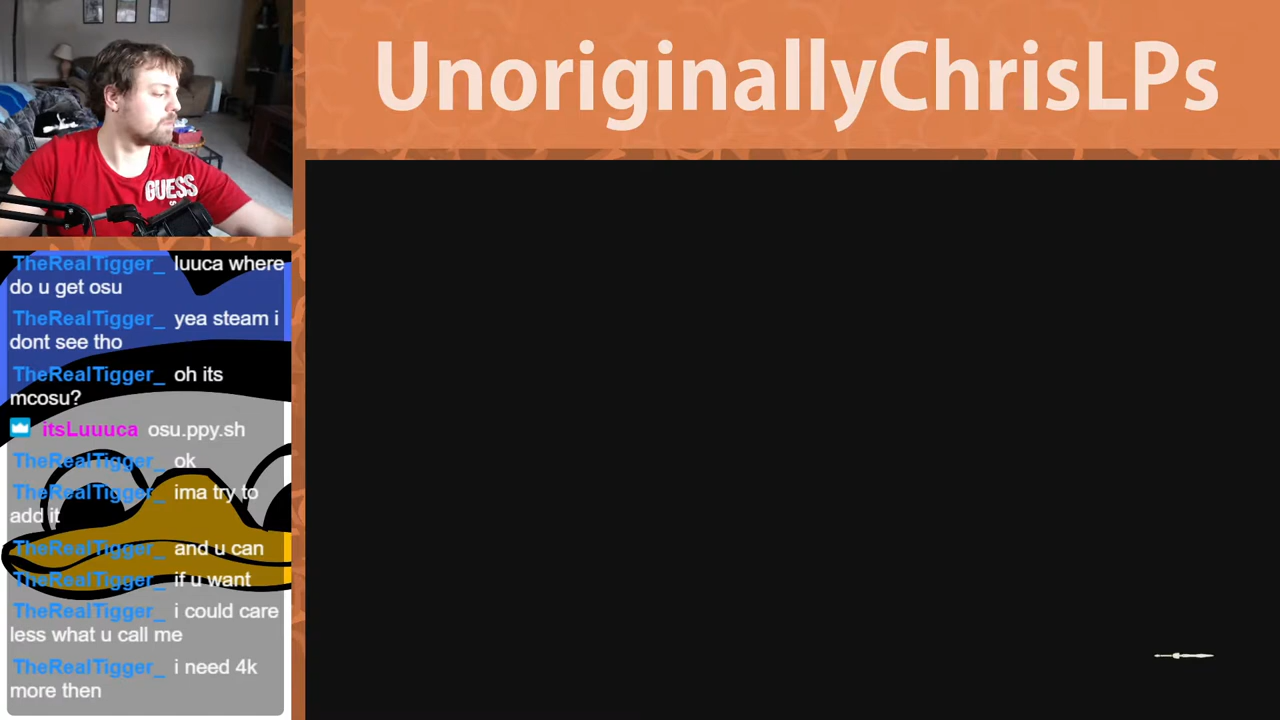 UnoriginallyChrisLPs
GUESS
TheRealTigger_ luuca where
do u get osu
TheRealTigger_ yea steam i
dont see tho
TheRealTigger_ oh its
mcosu?
itsLuuuca osu.ppy.sh
TheRealTigger_ ok
TheRealTigger_ ima try to
add it
TheRealTigger_ and u can
TheRealTigger_ if u want
TheRealTigger_ i could care
less what u call me
TheRealTigger_ i need 4k
more then